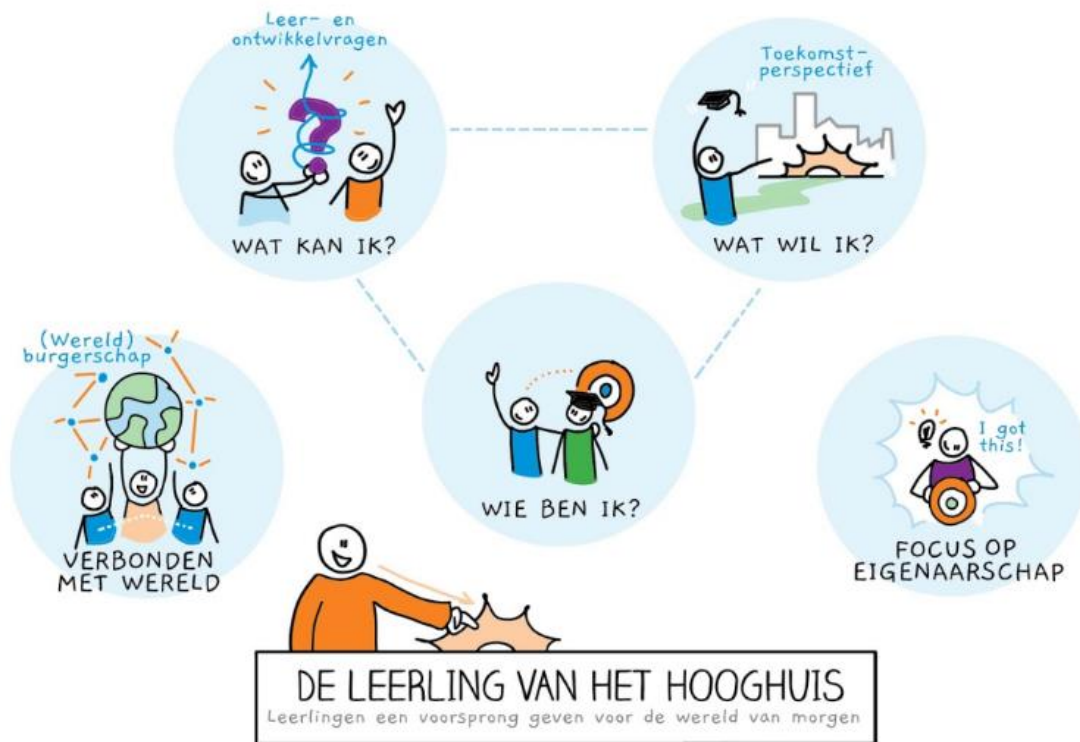 Leer- en
ontwikkelvragen
WAT KAN IK?
Toekomst-
perspectief
WAT WIL IK?
(Wereld)
burgerschap
VERBONDEN
MET WERELD
WIE BEN IK?
I got
this!
FOCUS OP
EIGENAARSCHAP
DE LEERLING VAN HET HOOGHUIS
Leerlingen een voorsprong geven voor de wereld van morgen